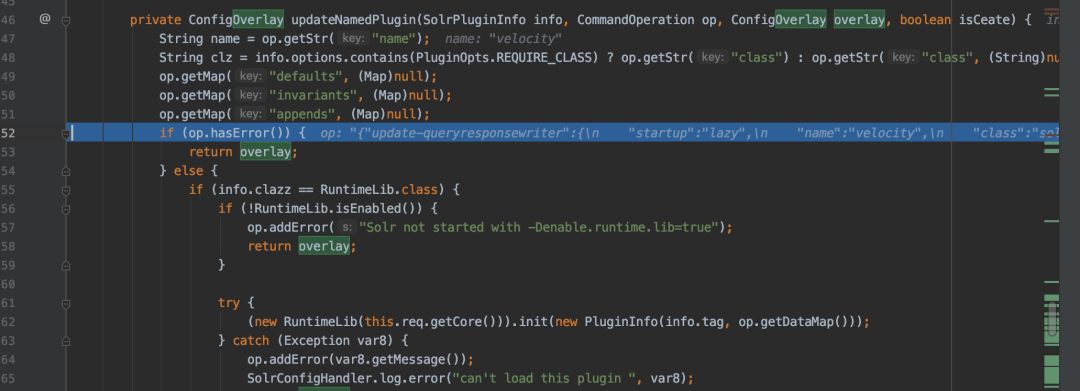 45
46 @ private ConfigOverlay updateNamedPlugin(SolrPluginInfo info, CommandOperation op, ConfigOverlay overlay, boolean isCeate) {
47 String name = op.getStr( key: "name"); name: "velocity"
48 String clz = info.options.contains(PluginOpts.REQUIRE_CLASS) ? op.getStr( key: "class") : op.getStr( key: "class", (String)nu
49 op.getMap( key: "defaults", (Map)null);
50 op.getMap( key: "invariants", (Map)null);
51 op.getMap( key: "appends", (Map)null);
52 if (op.hasError()) { op: "{"update-queryresponsewriter":{\n "startup":"lazy",\n "name":"velocity",\n "class":"sol
53 return overlay;
54 } else {
55 if (info.clazz == RuntimeLib.class) {
56 if (!RuntimeLib.isEnabled()) {
57 op.addError( s: "Solr not started with -Denable.runtime.lib=true");
58 return overlay;
59 }
60
61 try {
62 (new RuntimeLib(this.req.getCore())).init(new PluginInfo(info.tag, op.getDataMap()));
63 } catch (Exception var8) {
64 op.addError(var8.getMessage());
65 SolrConfigHandler.log.error("can't load this plugin ", var8);